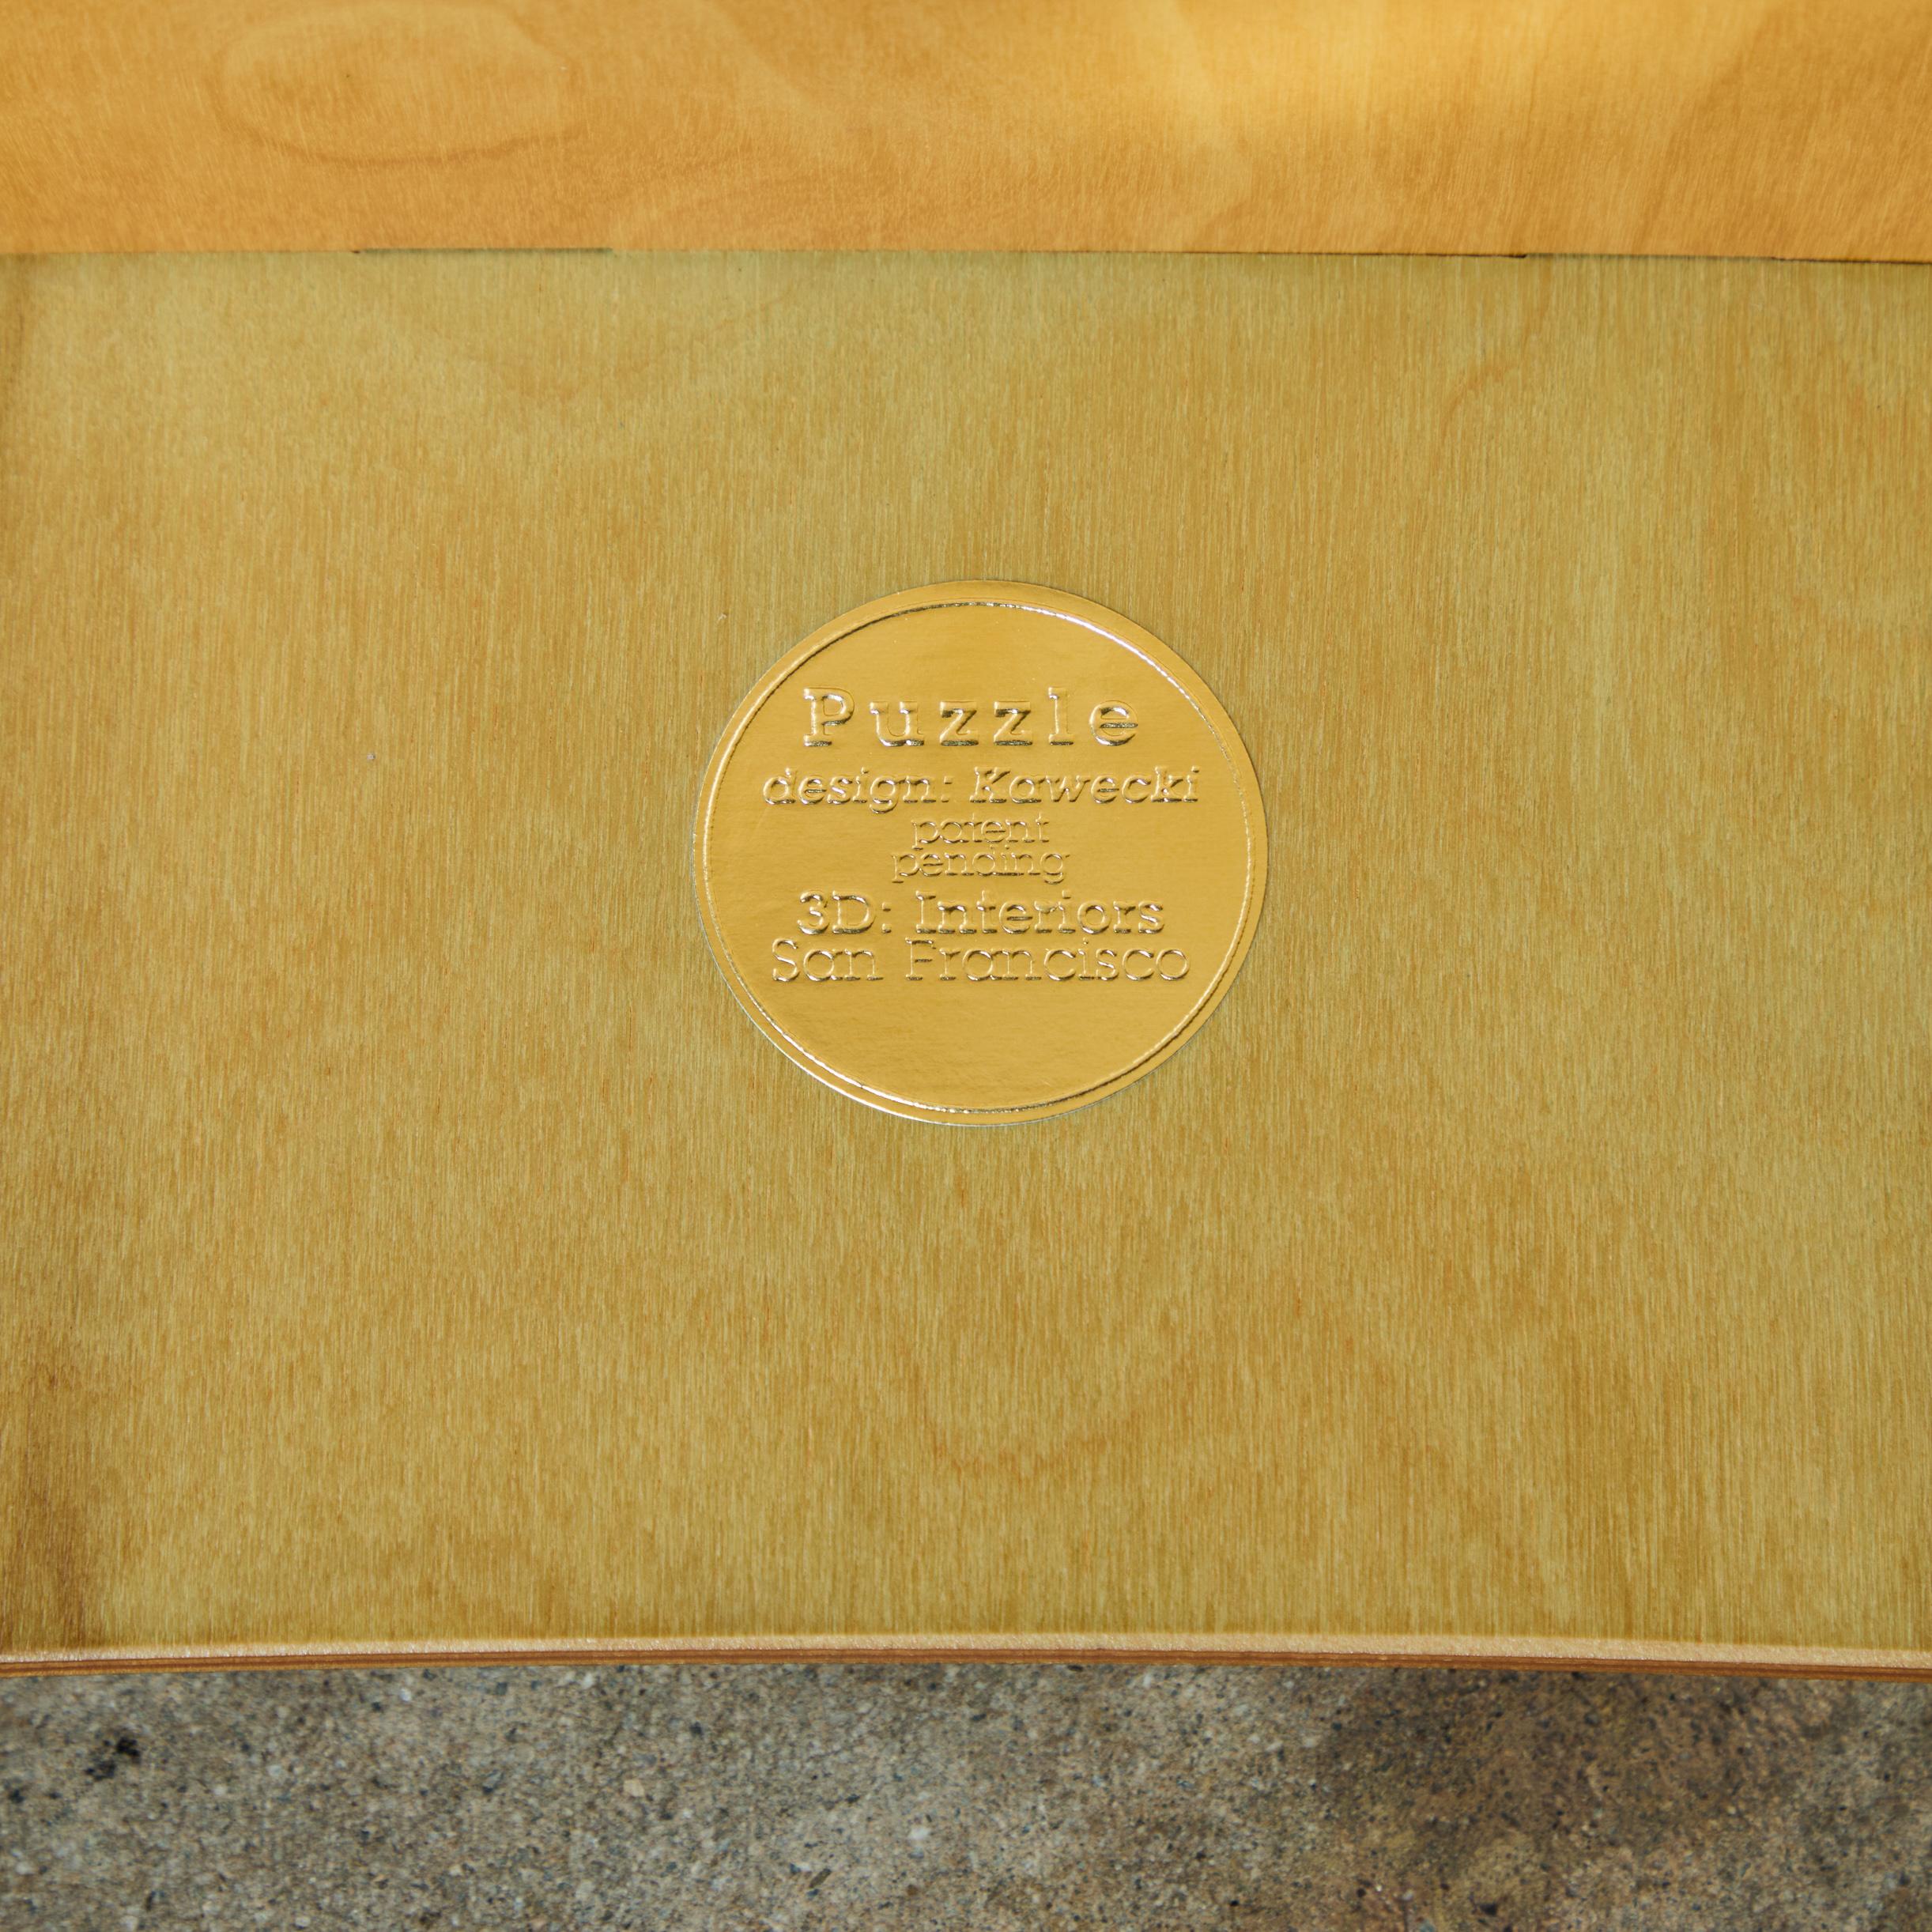 Puzzle
design: Kawecki
patent
pending
3D: Interiors
San Francisco